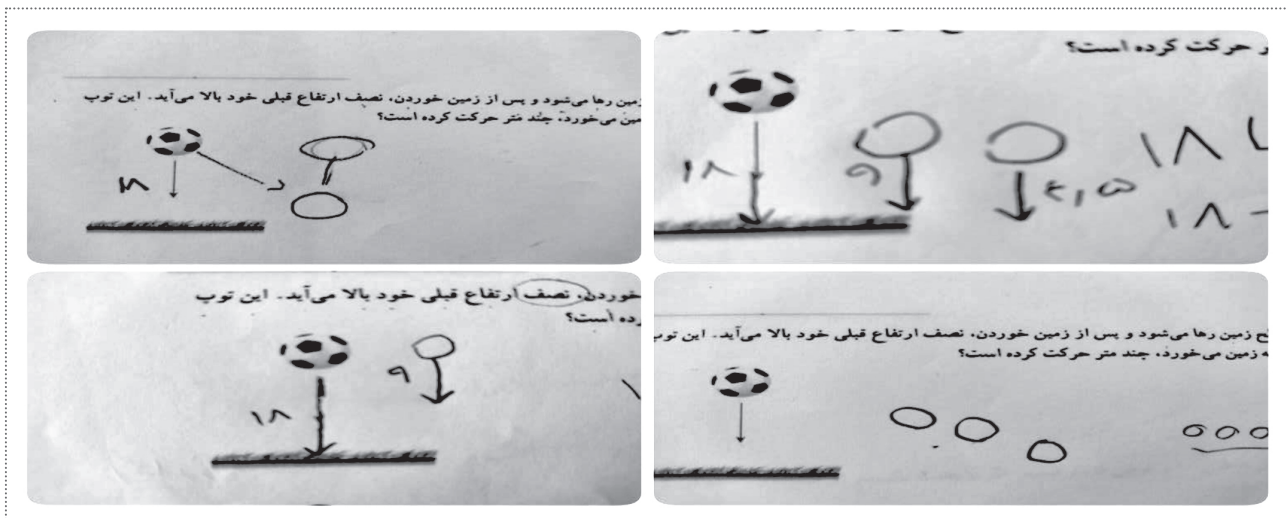 زمین رها می‌شود و پس از زمین خوردن، نصف ارتفاع قبلی خود بالا می‌آید. این توپ
مین می‌خورد، چند متر حرکت کرده است؟
ر حرکت کرده است؟
۱۸
۹
۴,۵
۱۸
۱۸ -
خوردن، نصف ارتفاع قبلی خود بالا می‌آید. این توپ
رده است؟
۱۸
۹
طح زمین رها می‌شود و پس از زمین خوردن، نصف ارتفاع قبلی خود بالا می‌آید. این توپ
ه زمین می‌خورد، چند متر حرکت کرده است؟